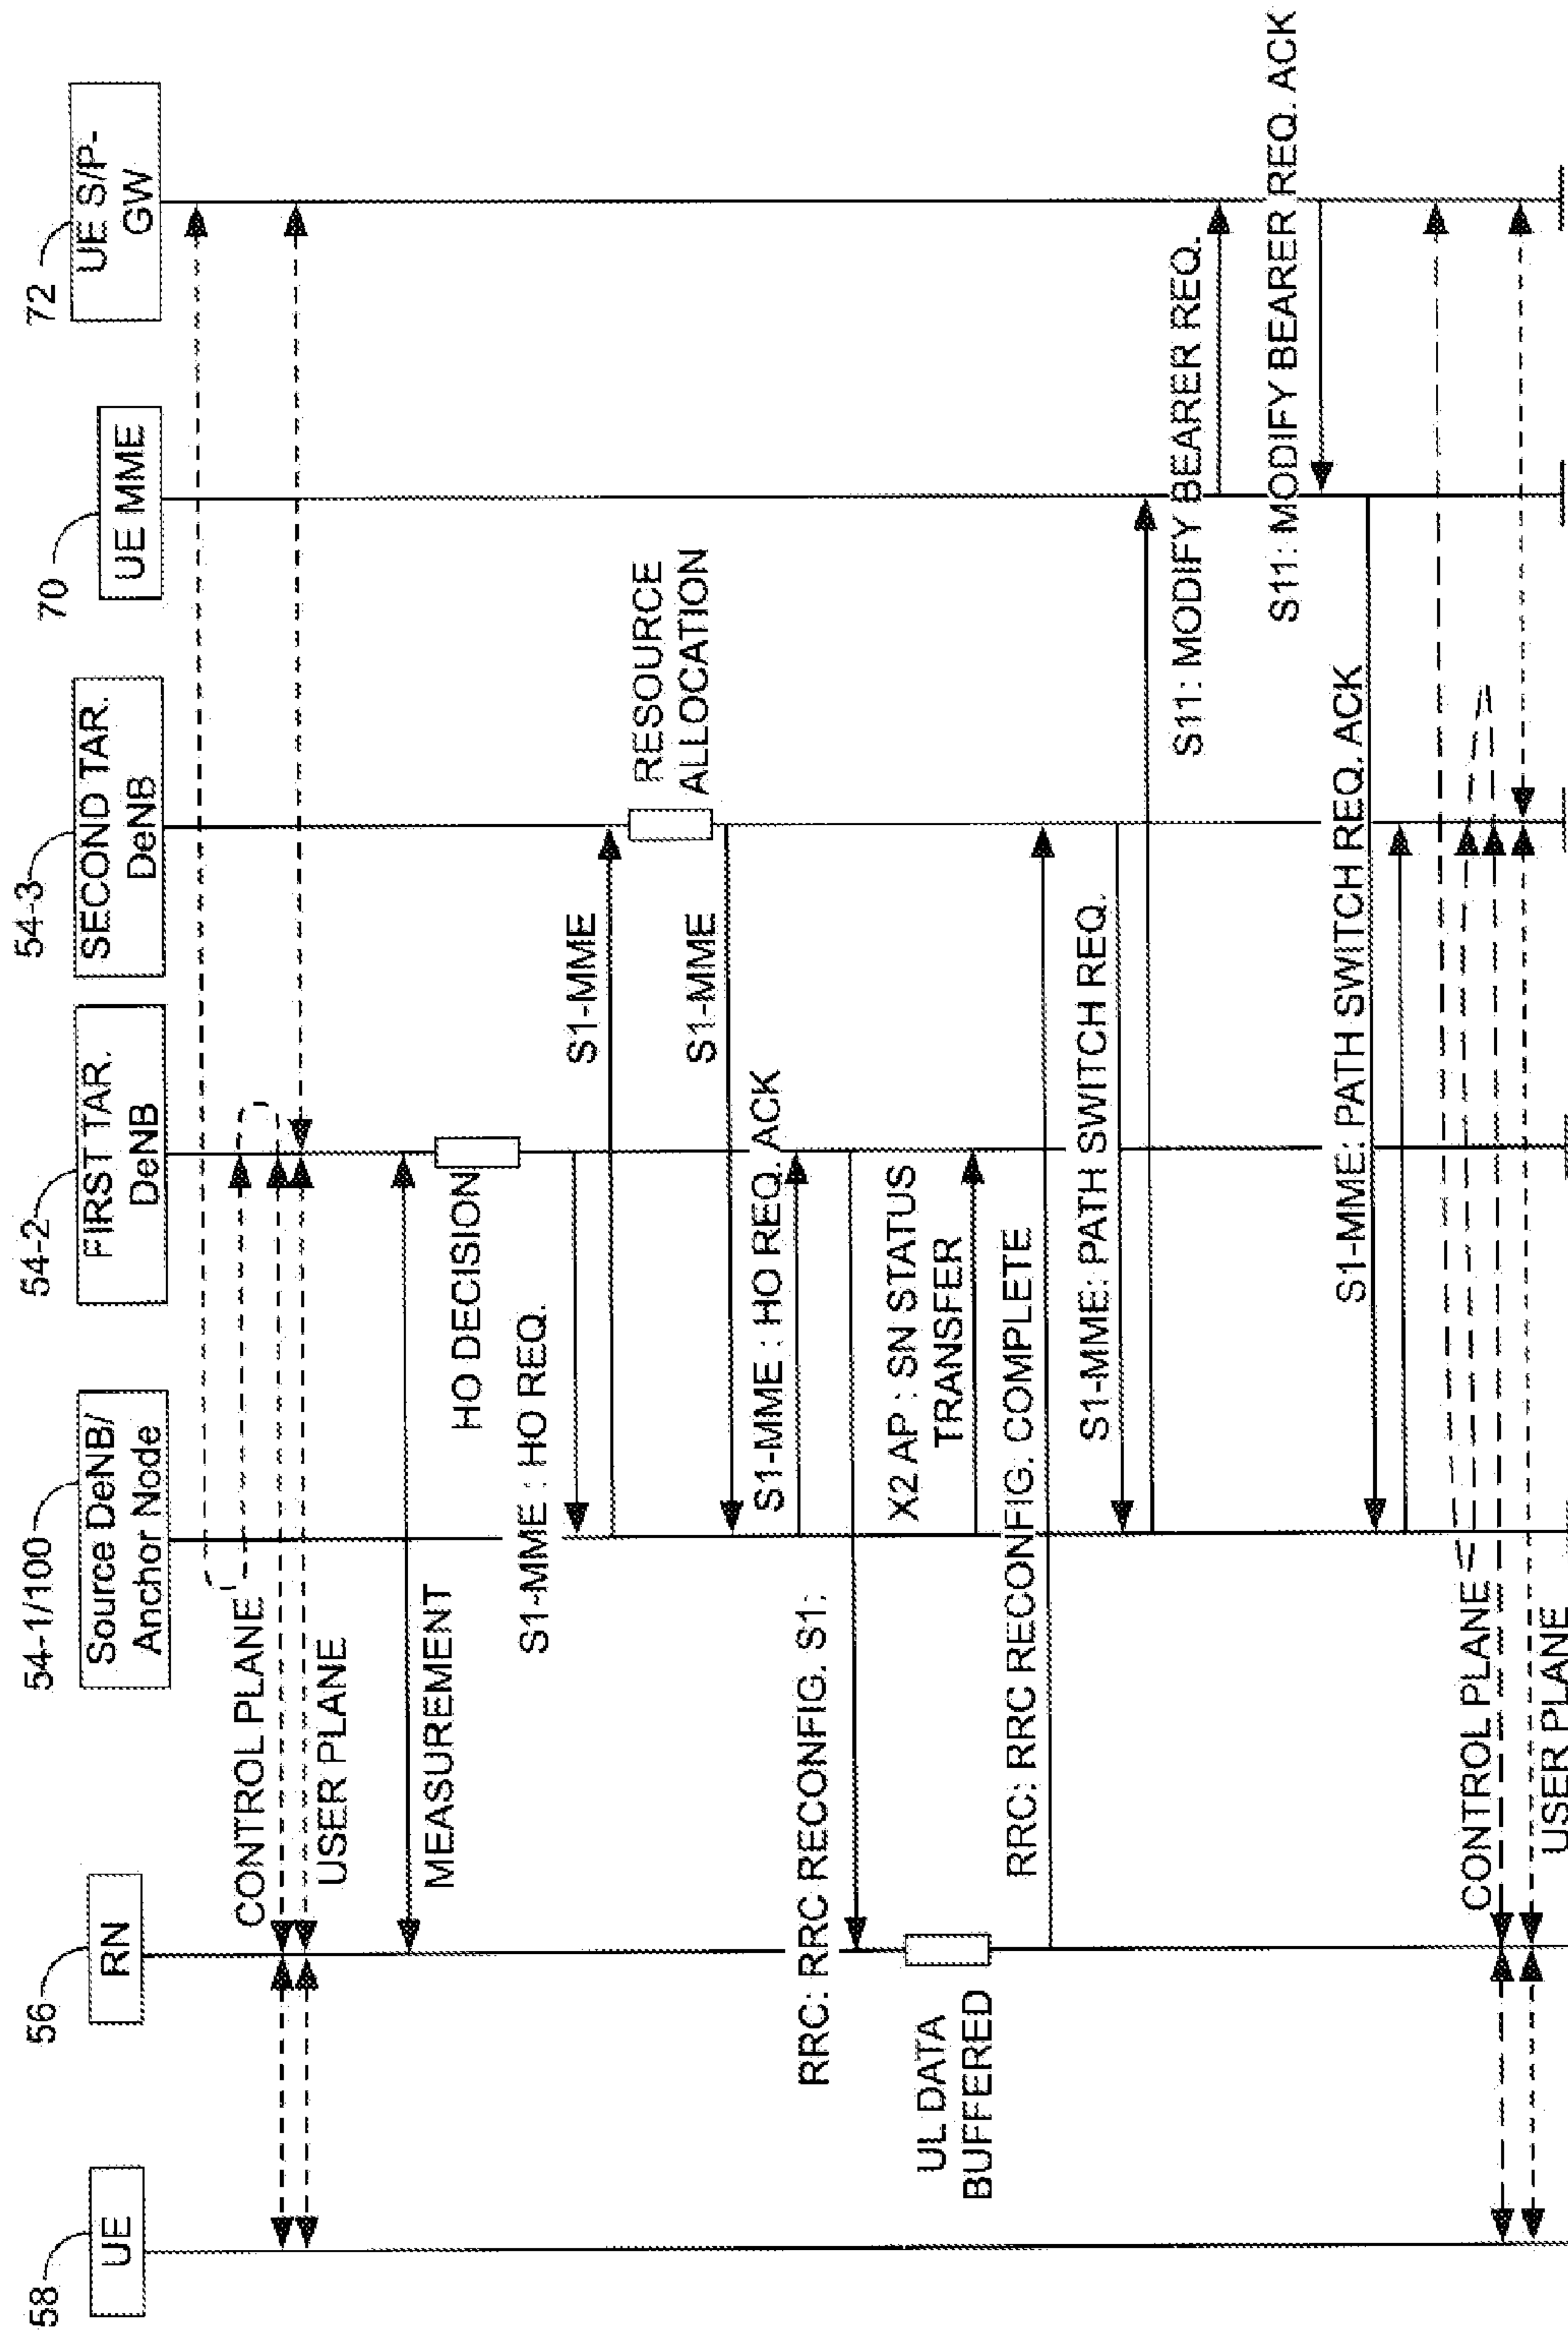 58
UE
56
RN
54-1/100
Source DeNB/
Anchor Node
54-2
FIRST TAR.
DeNB
54-3
SECOND TAR.
DeNB
70
UE MME
72
UE S/P-
GW
CONTROL PLANE
USER PLANE
MEASUREMENT
HO DECISION
S1-MME : HO REQ.
S1-MME
RESOURCE
ALLOCATION
S1-MME
S1-MME : HO REQ. ACK
RRC: RRC RECONFIG. S1:
X2 AP : SN STATUS
TRANSFER
UL DATA
BUFFERED
RRC: RRC RECONFIG. COMPLETE
S1-MME: PATH SWITCH REQ.
S11: MODIFY BEARER REQ.
S11: MODIFY BEARER REQ. ACK
S1-MME: PATH SWITCH REQ. ACK
CONTROL PLANE
USER PLANE